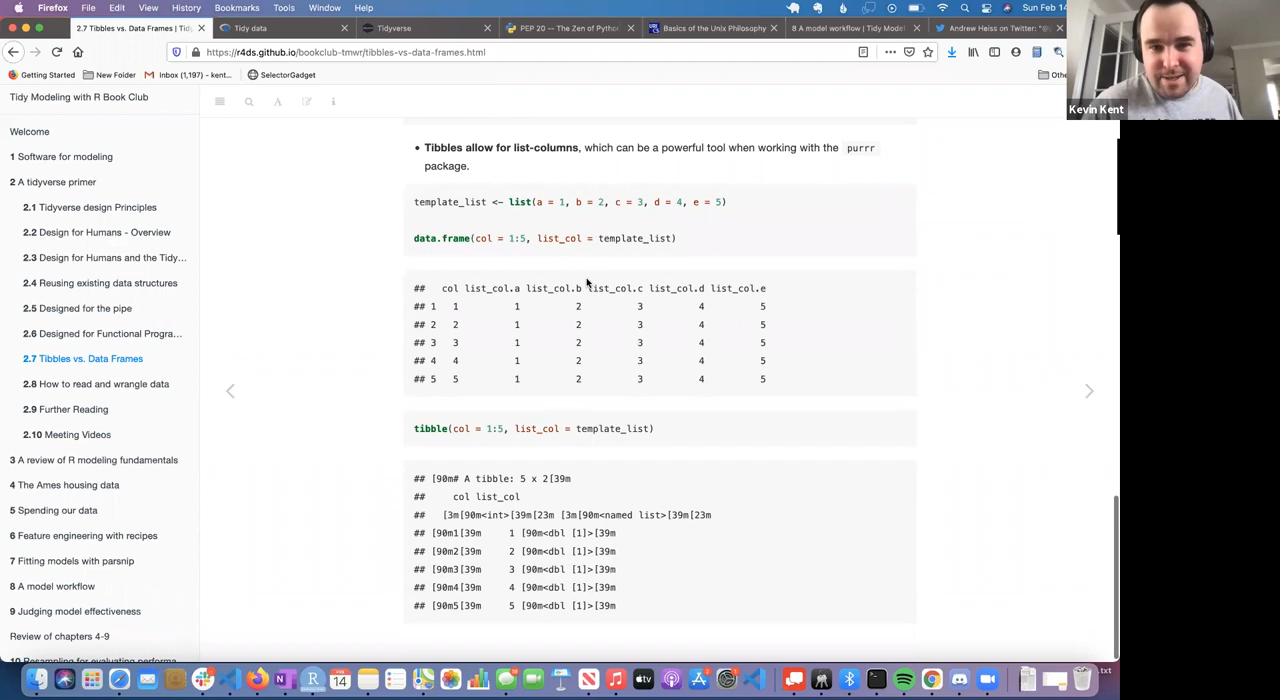 Firefox File Edit View History Bookmarks Tools Window Help Sun Feb 14
2.7 Tibbles vs. Data Frames | Tidy
Tidy data
Tidyverse
PEP 20 -- The Zen of Python
Basics of the Unix Philosophy
8 A model workflow | Tidy Model
Andrew Heiss on Twitter: "@
https://r4ds.github.io/bookclub-tmwr/tibbles-vs-data-frames.html
Getting Started New Folder Inbox (1,197) - kent... SelectorGadget
Kevin Kent
Tidy Modeling with R Book Club
Welcome
1 Software for modeling
2 A tidyverse primer
2.1 Tidyverse design Principles
2.2 Design for Humans - Overview
2.3 Design for Humans and the Tidy...
2.4 Reusing existing data structures
2.5 Designed for the pipe
2.6 Designed for Functional Progra...
2.7 Tibbles vs. Data Frames
2.8 How to read and wrangle data
2.9 Further Reading
2.10 Meeting Videos
3 A review of R modeling fundamentals
4 The Ames housing data
5 Spending our data
6 Feature engineering with recipes
7 Fitting models with parsnip
8 A model workflow
9 Judging model effectiveness
Review of chapters 4-9
10 Resampling for evaluating performa
• Tibbles allow for list-columns, which can be a powerful tool when working with the purrr
package.
template_list <- list(a = 1, b = 2, c = 3, d = 4, e = 5)
data.frame(col = 1:5, list_col = template_list)
## col list_col.a list_col.b list_col.c list_col.d list_col.e
## 1 1 1 2 3 4 5
## 2 2 1 2 3 4 5
## 3 3 1 2 3 4 5
## 4 4 1 2 3 4 5
## 5 5 1 2 3 4 5
tibble(col = 1:5, list_col = template_list)
## [90m# A tibble: 5 x 2[39m
## col list_col
## [3m[90m<int>[39m[23m [3m[90m<named list>[39m[23m
## [90m1[39m 1 [90m<dbl [1]>[39m
## [90m2[39m 2 [90m<dbl [1]>[39m
## [90m3[39m 3 [90m<dbl [1]>[39m
## [90m4[39m 4 [90m<dbl [1]>[39m
## [90m5[39m 5 [90m<dbl [1]>[39m
.txt